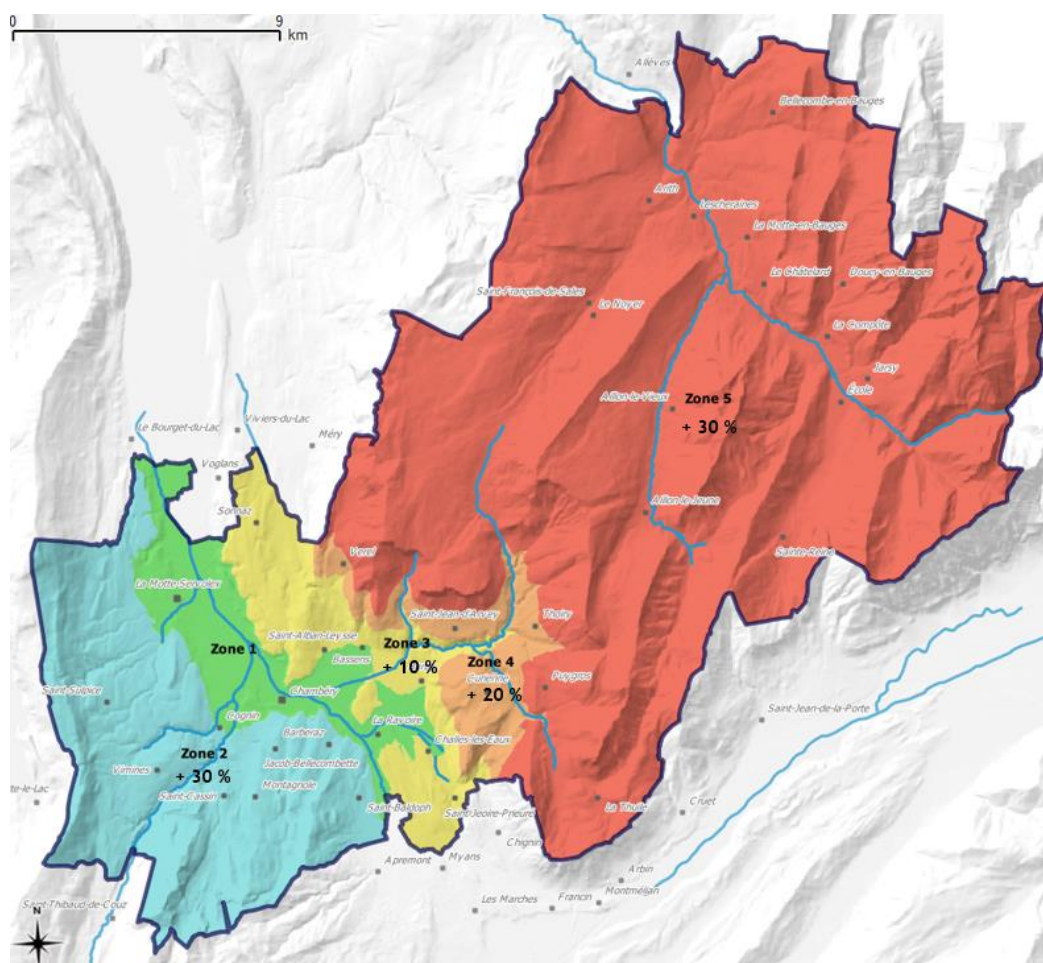 0
9
km
Allèves
Bellecombe-en-Bauges
Arith
Lescheraines
La Motte-en-Bauges
Le Châtelard
Doucy-en-Bauges
Saint-François-de-Sales
Le Noyer
La Compôte
Jarsy
École
Aillon-le-Vieux
Zone 5
+ 30 %
Le Bourget-du-Lac
Viviers-du-Lac
Méry
Voglans
Sonnaz
Aillon-le-Jeune
Sainte-Reine
Verel
La Motte-Servolex
Saint-Jean-d'Arvey
Thoiry
Saint-Alban-Leysse
Bassens
Zone 1
Zone 3
+ 10 %
Zone 4
Curienne
+ 20 %
Puygros
Saint-Sulpice
Chambéry
Saint-Jean-de-la-Porte
Cognin
Barberaz
La Ravoire
Challes-les-Eaux
Zone 2
+ 30 %
Vimines
Jacob-Bellecombette
Saint-Cassin
Montagnole
Saint-Baldoph
Saint-Jeoire-Prieuré
La Thuile
Cruet
te-le-Lac
Chignin
Apremont
Myans
Arbin
Montmélian
Les Marches
Francin
Saint-Thibaud-de-Couz
N